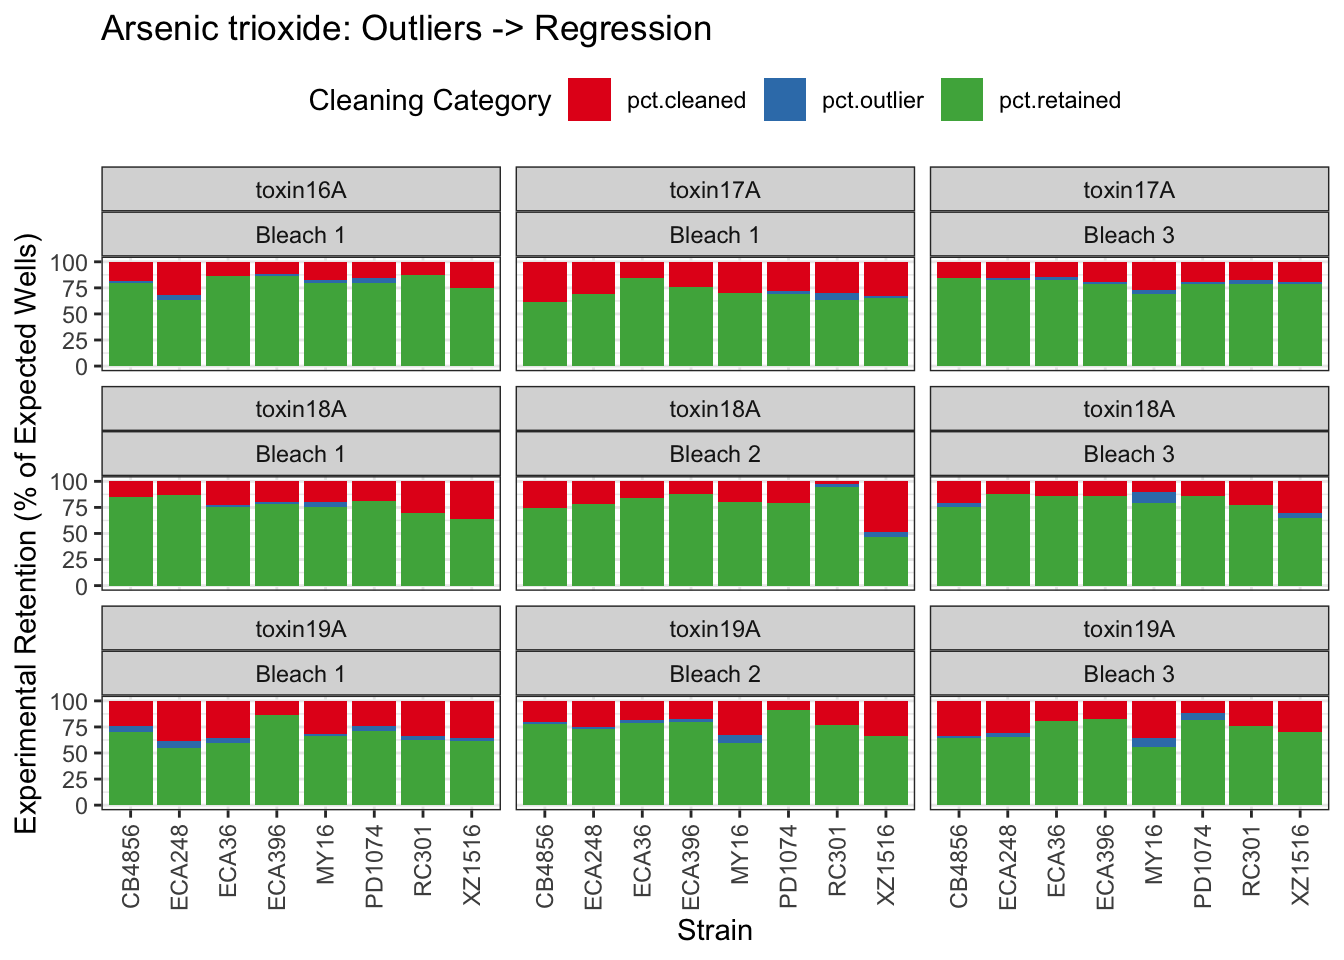 Arsenic trioxide: Outliers -> Regression
Cleaning Category pct.cleaned pct.outlier pct.retained
Experimental Retention (% of Expected Wells)
toxin16A toxin17A toxin17A
Bleach 1 Bleach 1 Bleach 3
100
75
50
25
0
toxin18A toxin18A toxin18A
Bleach 1 Bleach 2 Bleach 3
100
75
50
25
0
toxin19A toxin19A toxin19A
Bleach 1 Bleach 2 Bleach 3
100
75
50
25
0
CB4856 ECA248 ECA36 ECA396 MY16 PD1074 RC301 XZ1516 CB4856 ECA248 ECA36 ECA396 MY16 PD1074 RC301 XZ1516 CB4856 ECA248 ECA36 ECA396 MY16 PD1074 RC301 XZ1516
Strain